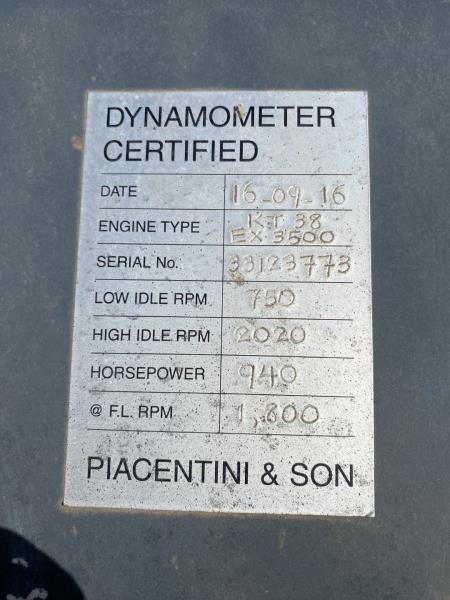 DYNAMOMETER
CERTIFIED
DATE 16-09-16
ENGINE TYPE KT 38
EX 3500
SERIAL No. 33123773
LOW IDLE RPM 750
HIGH IDLE RPM 2020
HORSEPOWER 940
@ F.L. RPM 1,800
PIACENTINI & SON